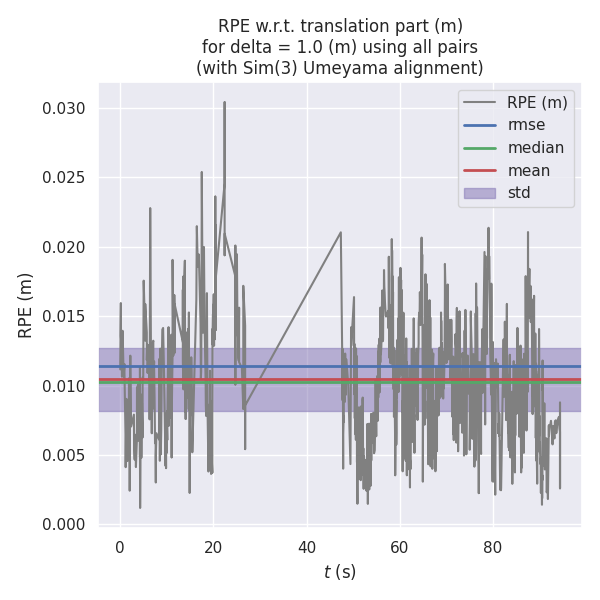 RPE w.r.t. translation part (m)
for delta = 1.0 (m) using all pairs
(with Sim(3) Umeyama alignment)
RPE (m)
rmse
median
mean
std
0.030
0.025
0.020
0.015
0.010
0.005
0.000
RPE (m)
0 20 40 60 80
t (s)